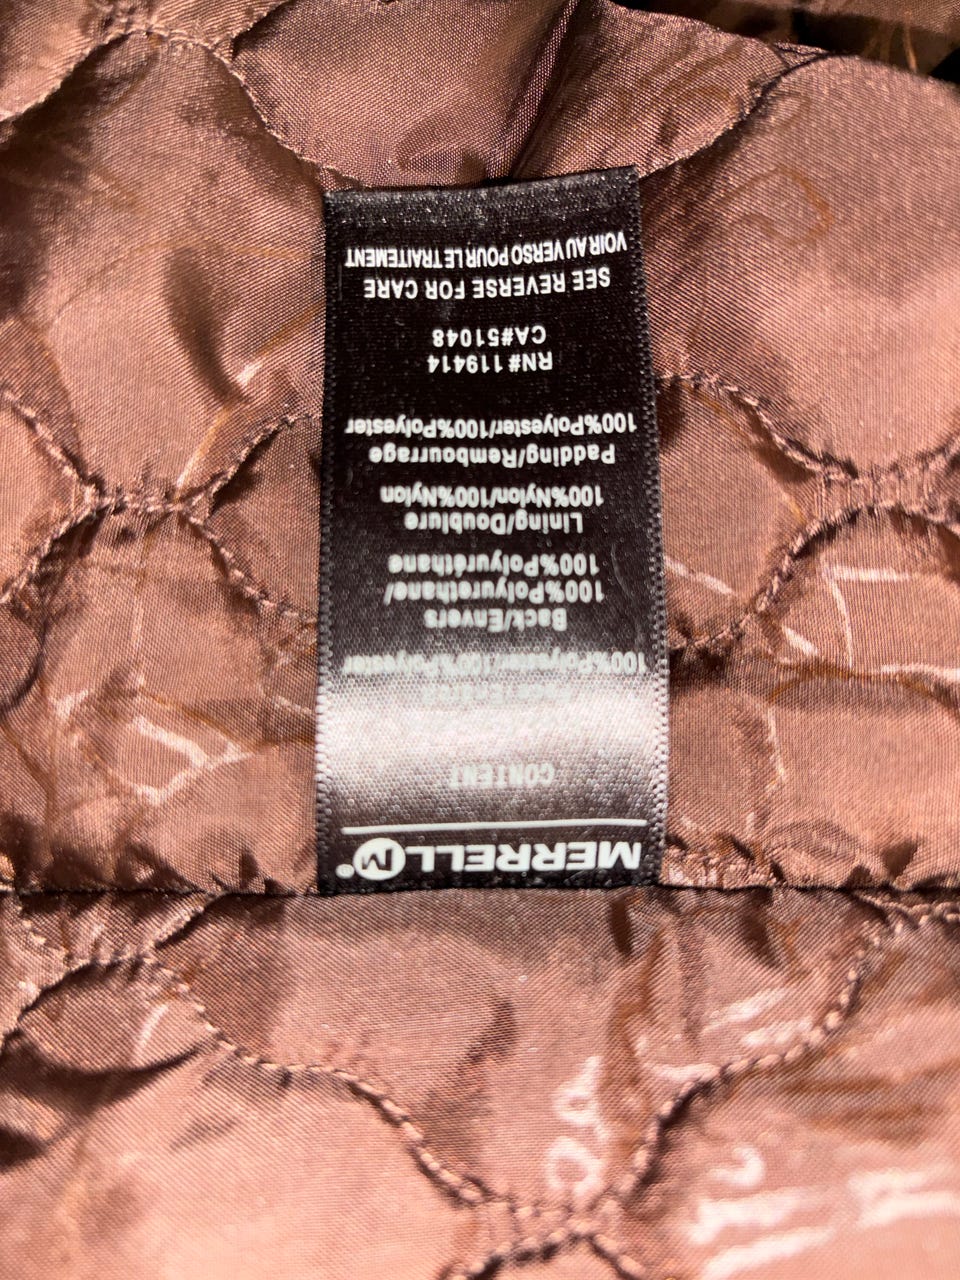 MERRELL M®
CONTENT
100%Polyester/100%Polyester
Back/Envers
100%Polyurethane/
100%Polyuréthane
Lining/Doublure
100%Nylon/100%Nylon
Padding/Rembourrage
100%Polyester/100%Polyester
RN# 119414
CA#51048
SEE REVERSE FOR CARE
VOIR AU VERSO POUR LE TRAITEMENT